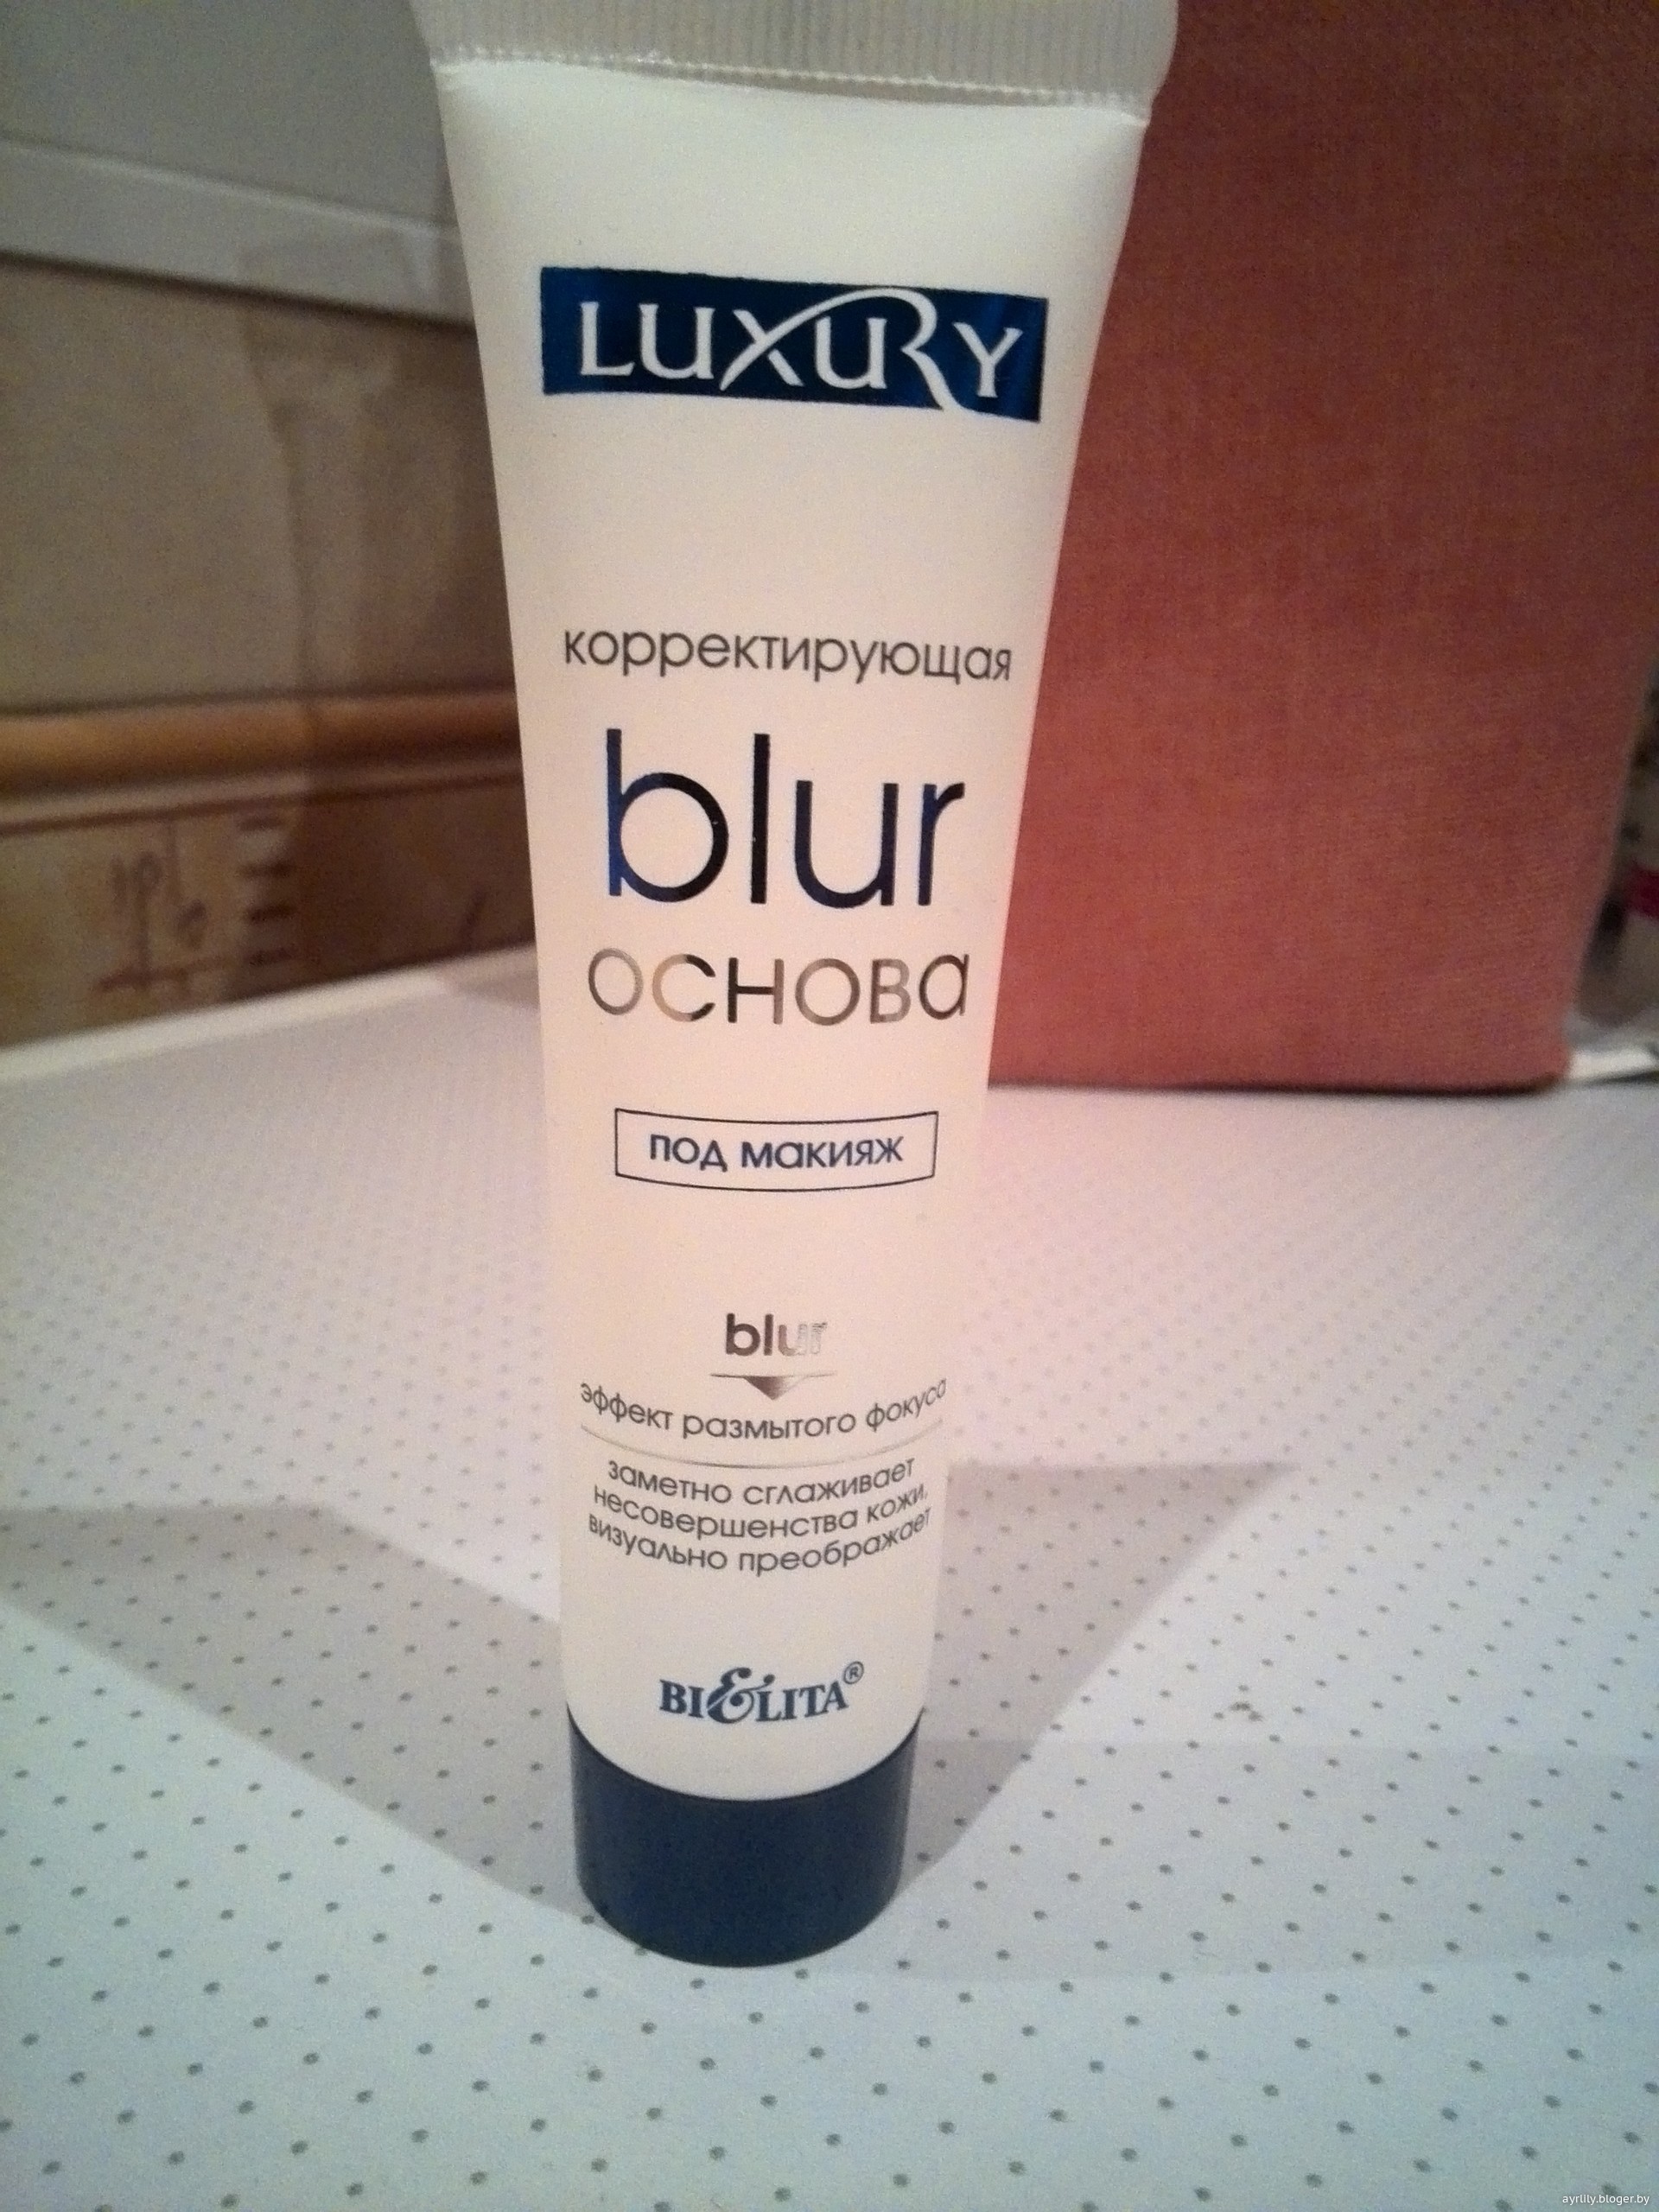 LUXURY
корректирующая
blur
основа
под макияж
blur
эффект размытого фокуса
заметно сглаживает
несовершенства кожи,
визуально преображает
BIELITA®
ayrlily.bloger.by